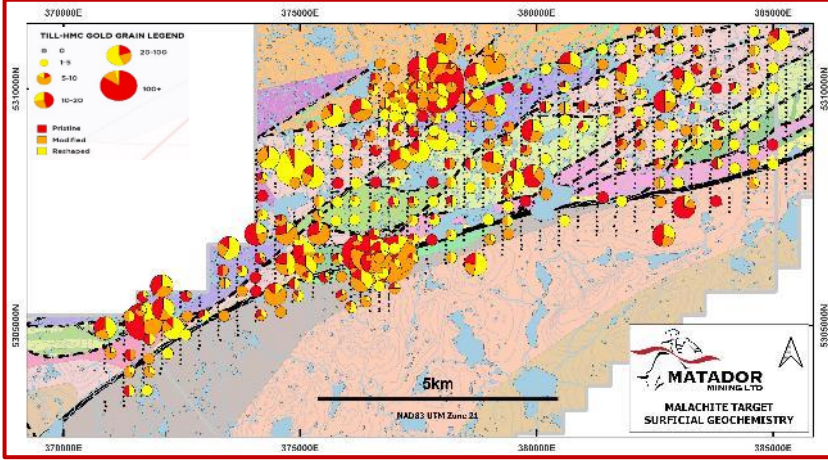 370000E 375000E 380000E 385000E
TILL-HMC GOLD GRAIN LEGEND
0
1-5
5-10
10-20
20-100
100+
Pristine
Modified
Reshaped
5310000N
5310000N
5305000N
5305000N
5km
NAD83 UTM Zone 21
MATADOR
MINING LTD
MALACHITE TARGET
SURFICIAL GEOCHEMISTRY
370000E 375000E 380000E 385000E